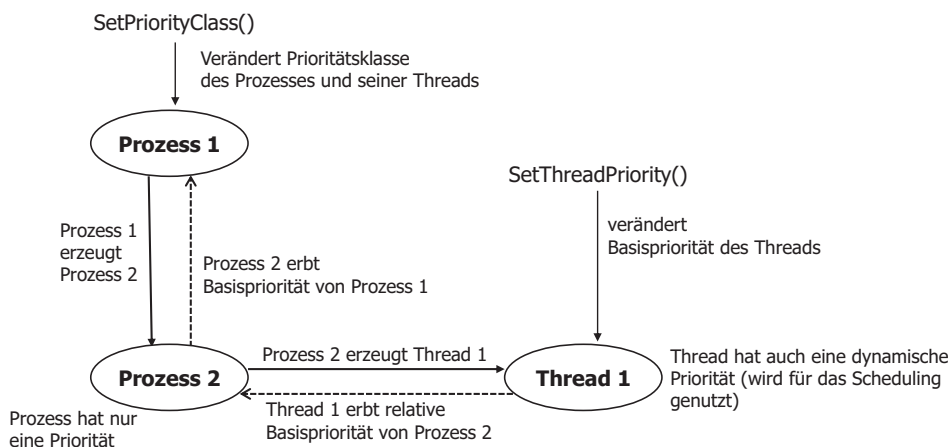 SetPriorityClass()
Verändert Prioritätsklasse
des Prozesses und seiner Threads
Prozess 1
SetThreadPriority()
Prozess 1
erzeugt
Prozess 2
Prozess 2 erbt
Basispriorität von Prozess 1
verändert
Basispriorität des Threads
Prozess 2
Prozess 2 erzeugt Thread 1
Thread 1 erbt relative
Basispriorität von Prozess 2
Thread 1
Thread hat auch eine dynamische
Priorität (wird für das Scheduling
genutzt)
Prozess hat nur
eine Priorität